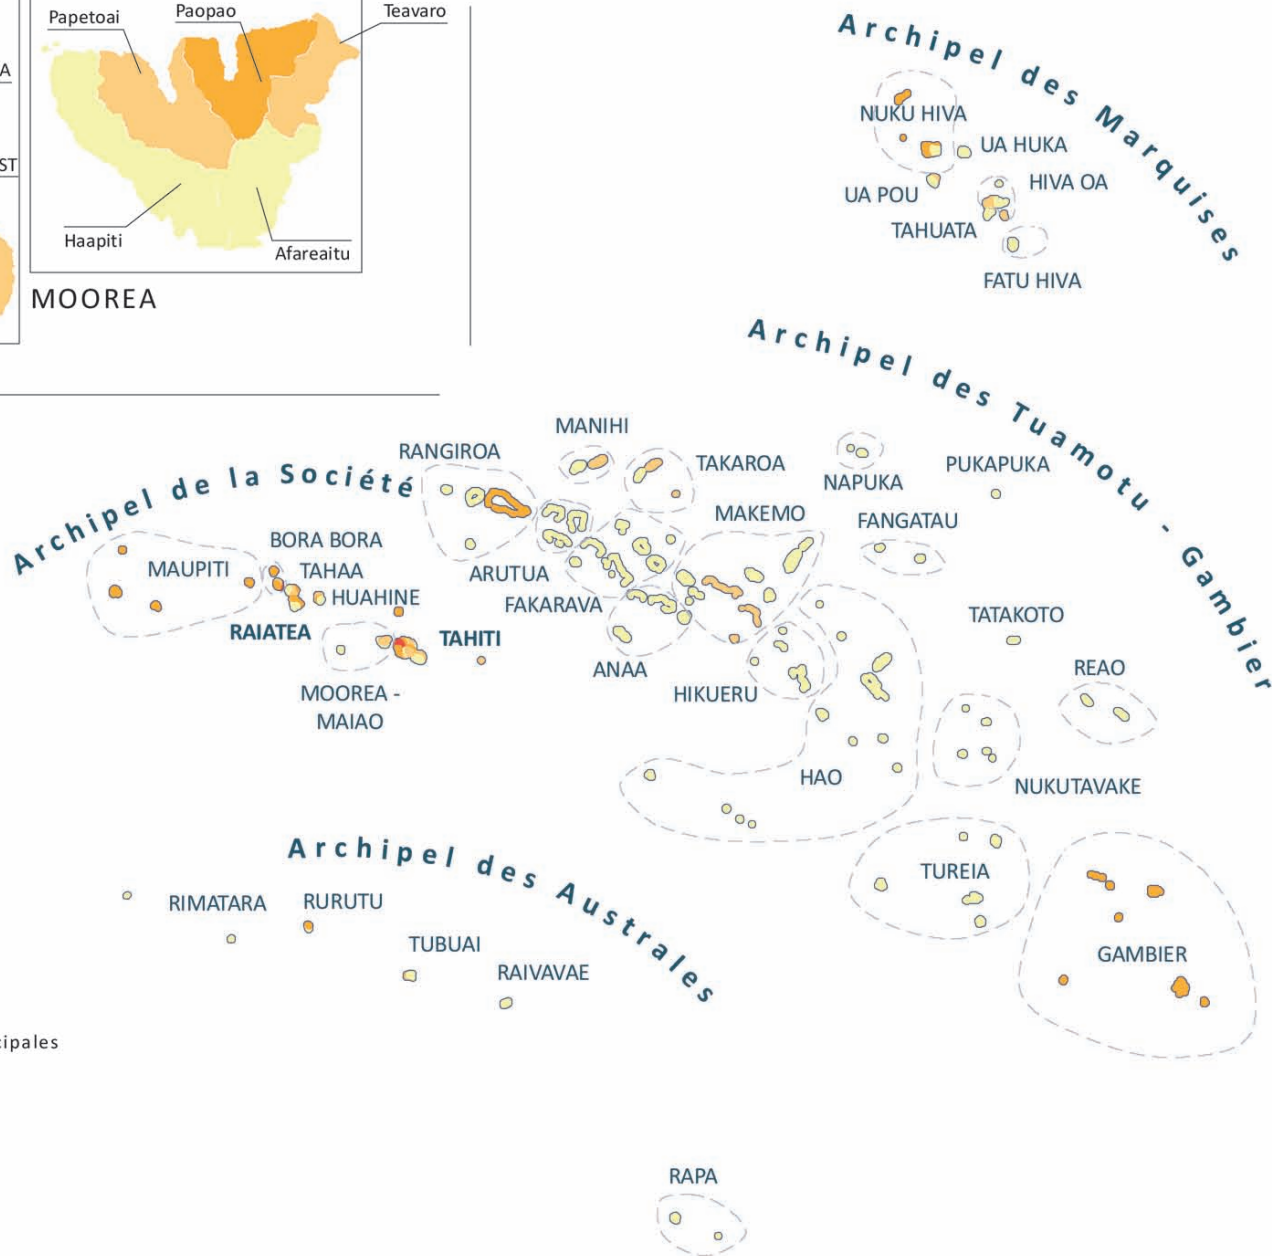 Papetoai
Paopao
Teavaro
A
ST
Haapiti
Afareaitu
MOOREA
Archipel des Marquises
NUKU HIVA
UA HUKA
HIVA OA
UA POU
TAHUATA
FATU HIVA
Archipel des Tuamotu - Gambier
MANIHI
RANGIROA
TAKAROA
NAPUKA
PUKAPUKA
Archipel de la Société
MAKEMO
FANGATAU
BORA BORA
MAUPITI
TAHAA
ARUTUA
HUAHINE
FAKARAVA
TATAKOTO
RAIATEA
TAHITI
ANAA
REAO
HIKUERU
MOOREA -
MAIAO
HAO
NUKUTAVAKE
Archipel des Australes
TUREIA
RIMATARA
RURUTU
TUBUAI
GAMBIER
RAIVAVAE
cipales
RAPA